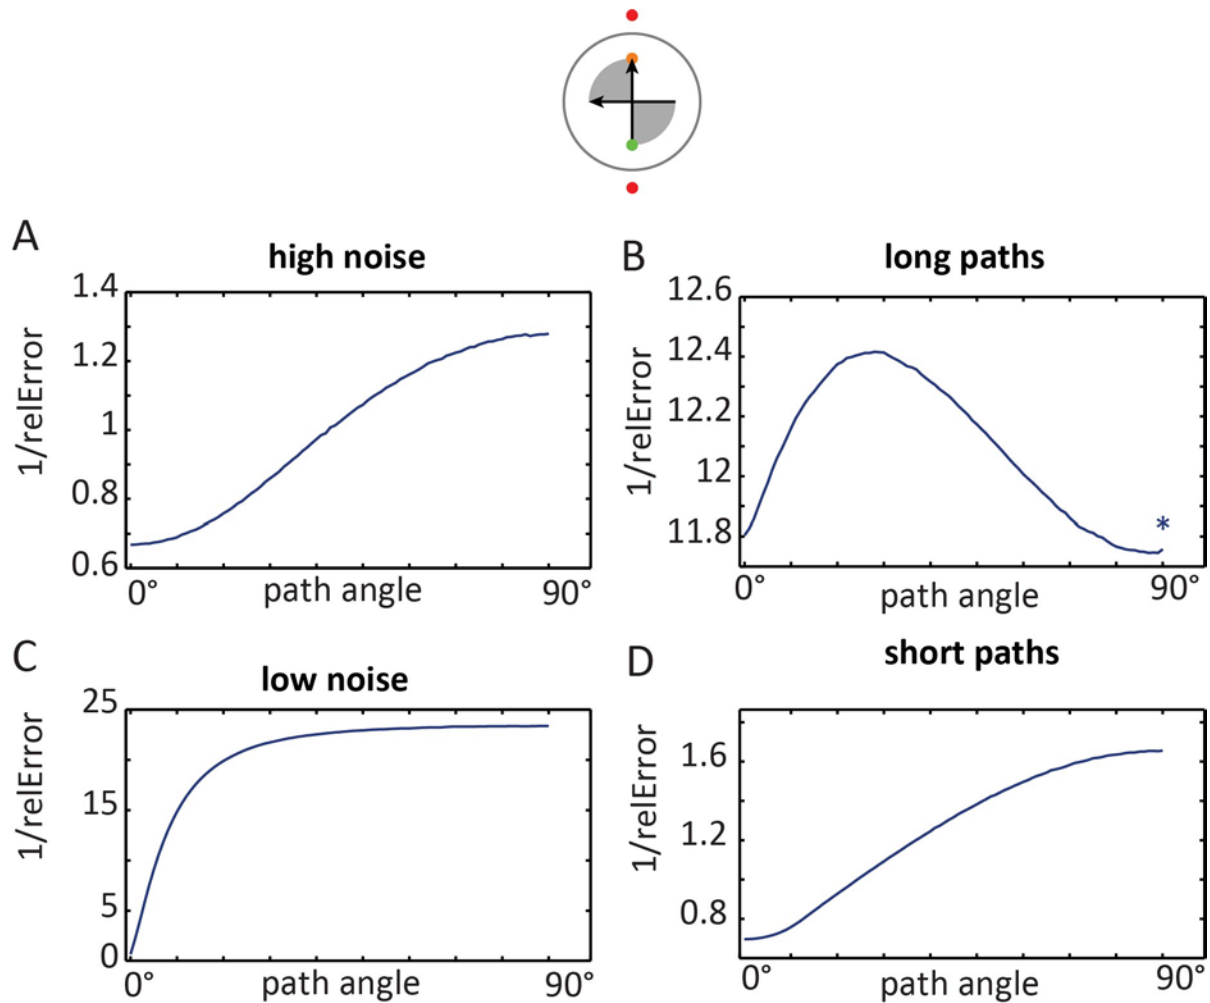 A
high noise
1.4
1.2
1
0.8
0.6
1/relError
0°
path angle
90°
B
long paths
12.6
12.4
12.2
12
11.8
1/relError
*
0°
path angle
90°
C
low noise
25
15
5
0
1/relError
0°
path angle
90°
D
short paths
1.6
1.2
0.8
1/relError
0°
path angle
90°